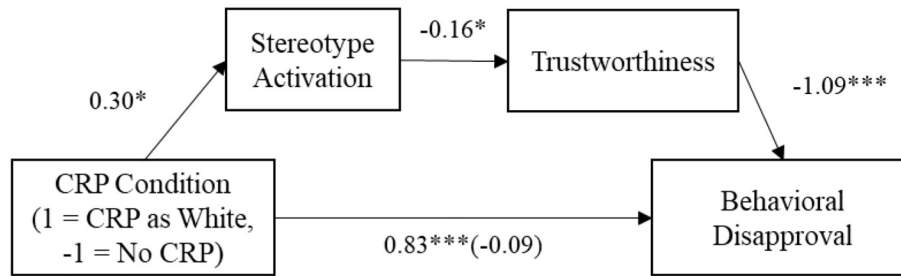 Stereotype
Activation
-0.16*
Trustworthiness
0.30*
-1.09***
CRP Condition
(1 = CRP as White,
-1 = No CRP)
0.83***(-0.09)
Behavioral
Disapproval